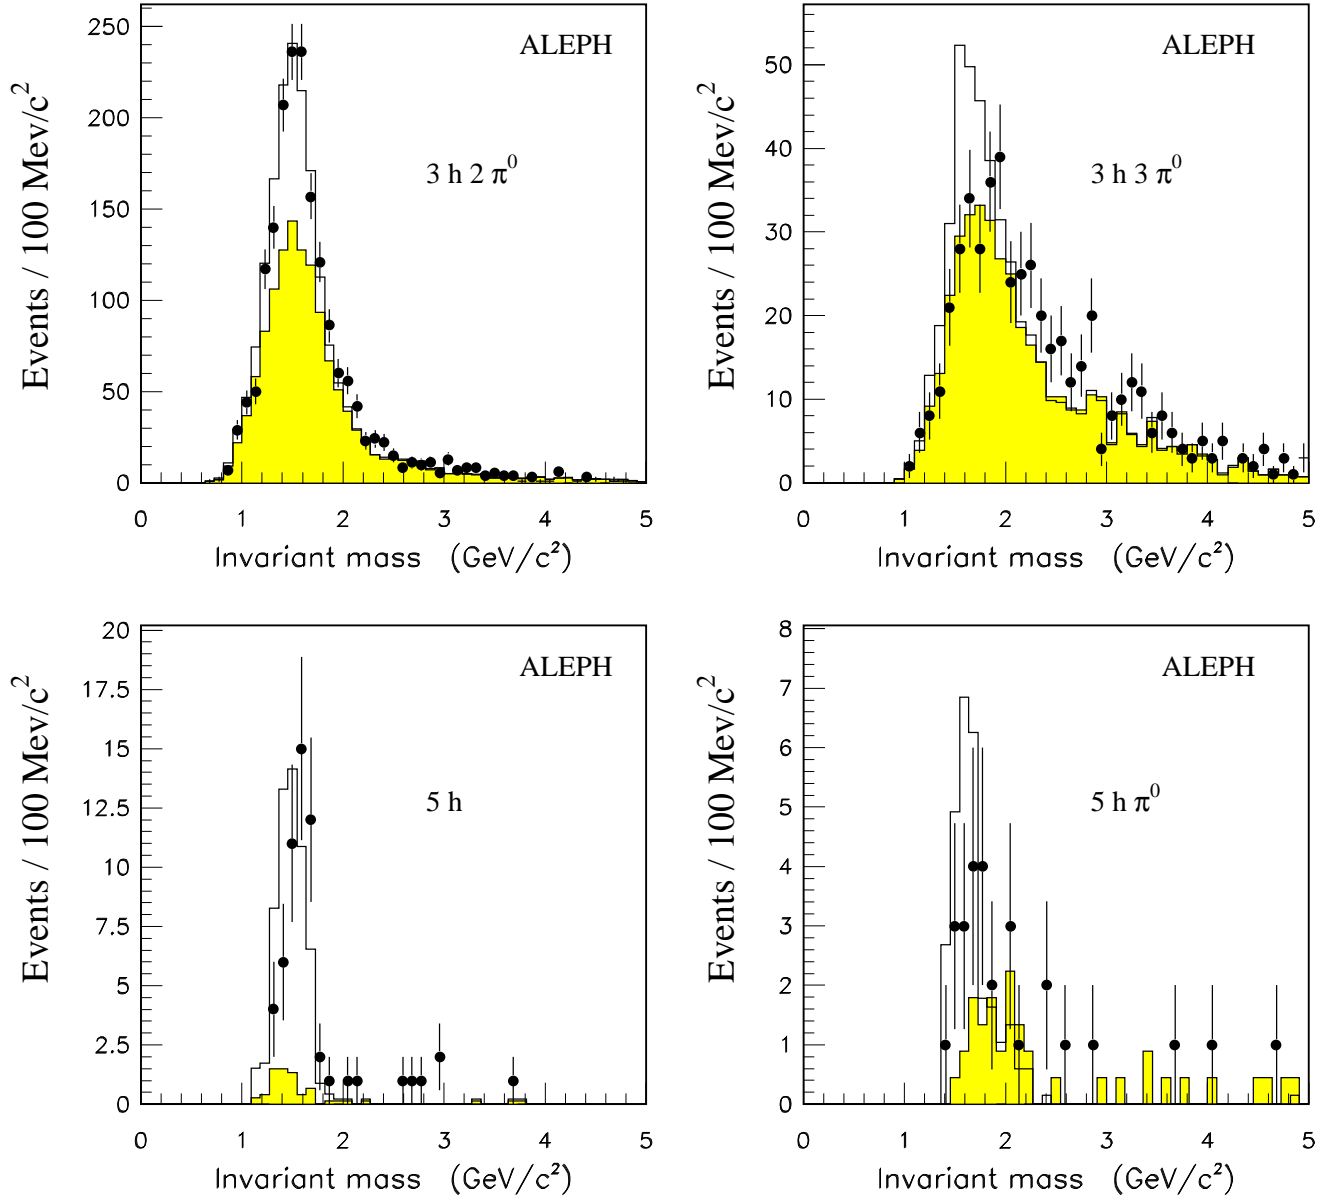 ALEPH
3 h 2 π⁰
Events / 100 Mev/c²
250
200
150
100
50
0
0 1 2 3 4 5
Invariant mass (GeV/c²)
ALEPH
3 h 3 π⁰
Events / 100 Mev/c²
50
40
30
20
10
0
0 1 2 3 4 5
Invariant mass (GeV/c²)
ALEPH
5 h
Events / 100 Mev/c²
20
17.5
15
12.5
10
7.5
5
2.5
0
0 1 2 3 4 5
Invariant mass (GeV/c²)
ALEPH
5 h π⁰
Events / 100 Mev/c²
8
7
6
5
4
3
2
1
0
0 1 2 3 4 5
Invariant mass (GeV/c²)